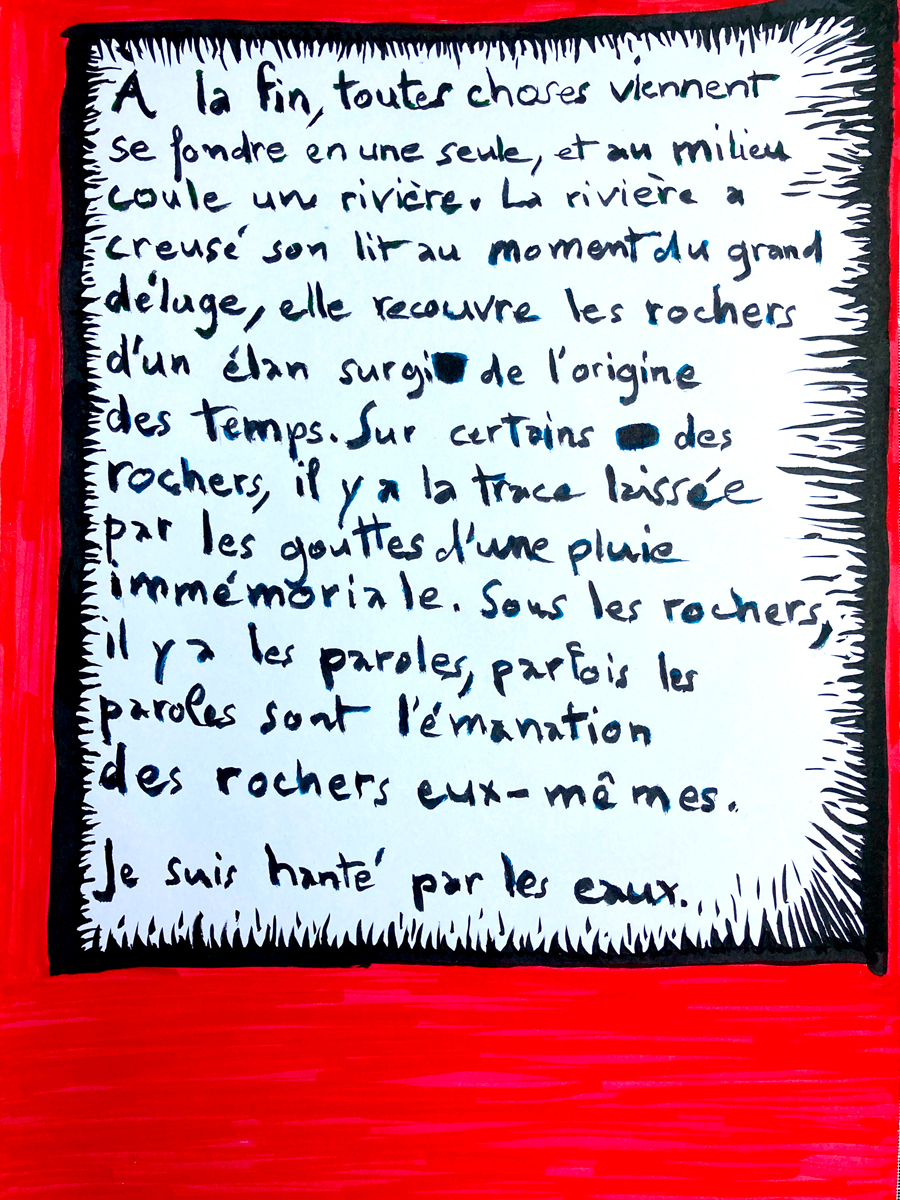 A la fin, toutes choses viennent
se fondre en une seule, et au milieu
coule une rivière. La rivière a
creusé son lit au moment du grand
déluge, elle recouvre les rochers
d'un élan surgi de l'origine
des temps. Sur certains des
rochers, il y a la trace laissée
par les gouttes d'une pluie
immémoriale. Sous les rochers,
il y a les paroles, parfois les
paroles sont l'émanation
des rochers eux-mêmes.
Je suis hanté par les eaux.